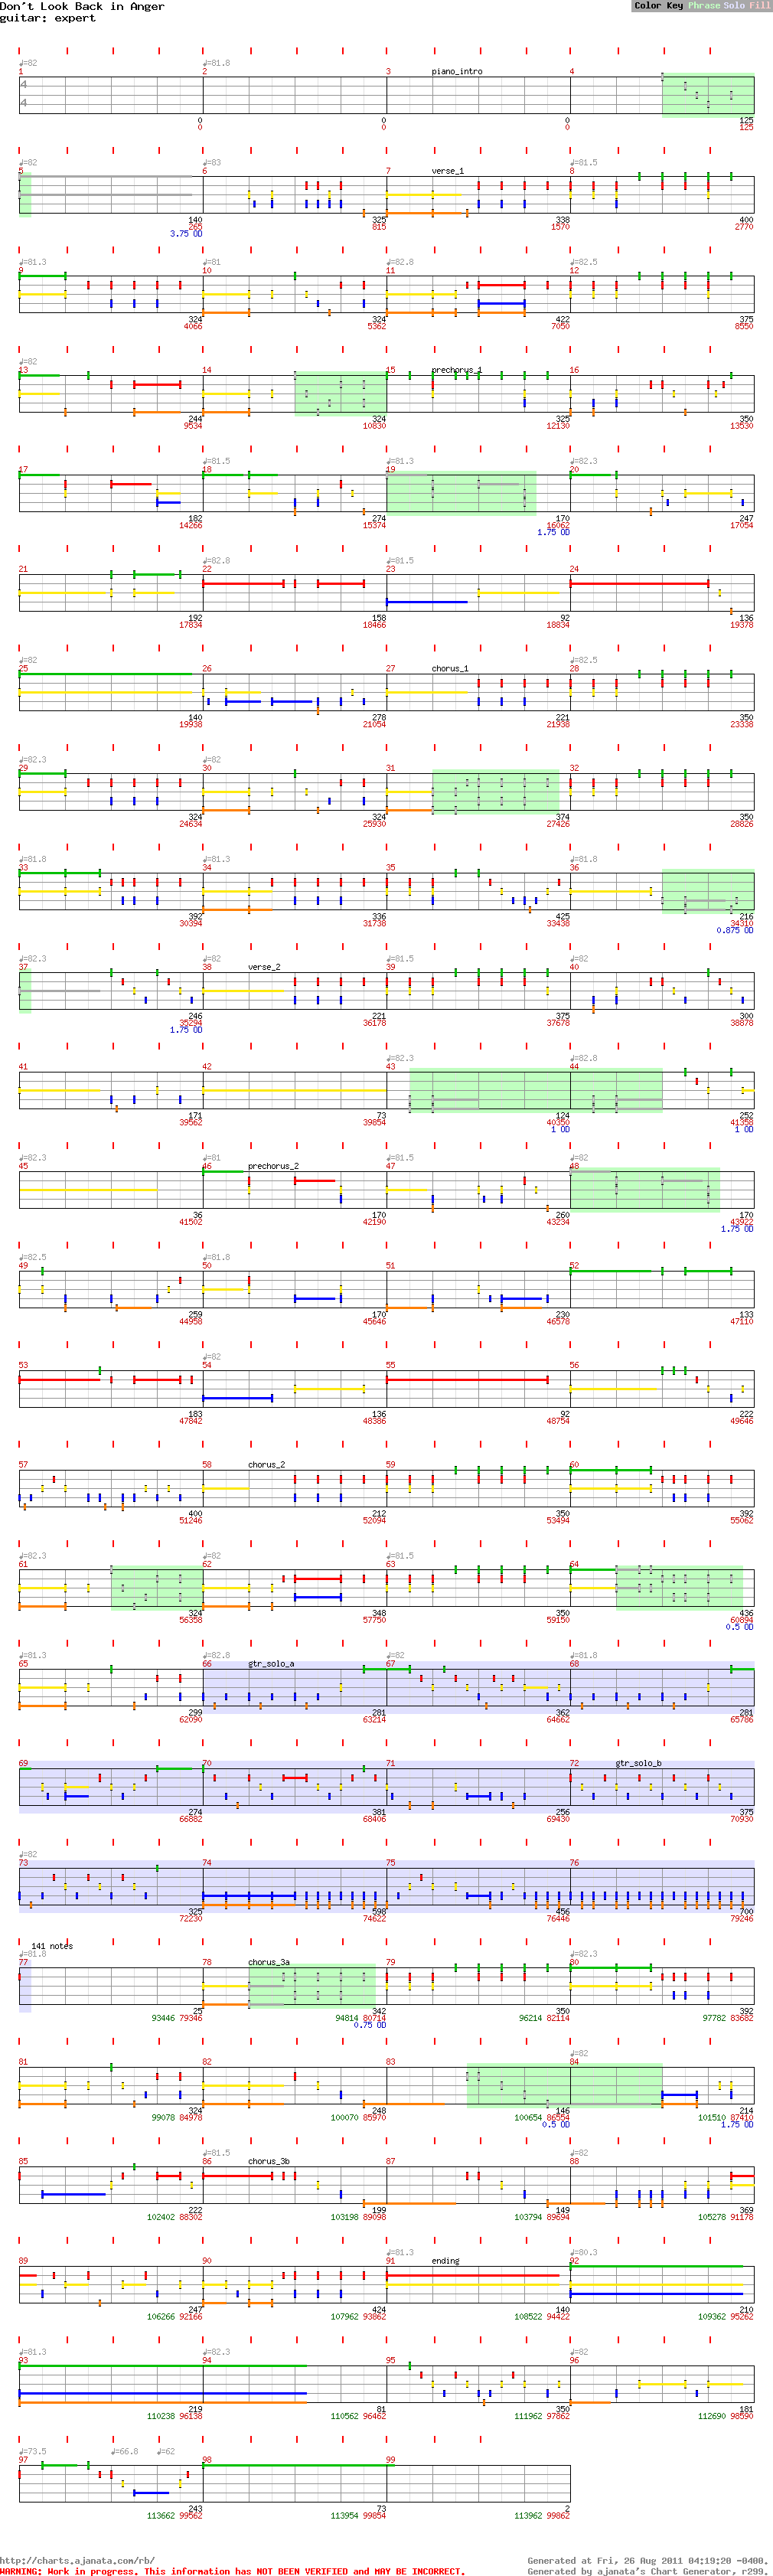 Don't Look Back in Anger
Color Key Phrase Solo Fill
guitar: expert
♩=82 ♩=81.8
1 2 3 piano_intro 4
4
4
0 0 0 125
0 0 0 125
♩=82 ♩=83 ♩=81.5
5 6 7 verse_1 8
140 325 338 400
265 815 1570 2770
3.75 OD
♩=81.3 ♩=81 ♩=82.8 ♩=82.5
9 10 11 12
324 324 422 375
4066 5362 7050 8550
♩=82
13 14 15 prechorus_1 16
244 324 325 350
9534 10830 12130 13530
♩=81.5 ♩=81.3 ♩=82.3
17 18 19 20
182 274 170 247
14266 15374 16062 17054
1.75 OD
♩=82.8 ♩=81.5
21 22 23 24
192 158 92 136
17834 18466 18834 19378
♩=82 ♩=82.5
25 26 27 chorus_1 28
140 278 221 350
19938 21054 21938 23338
♩=82.3 ♩=82
29 30 31 32
324 324 374 350
24634 25930 27426 28826
♩=81.8 ♩=81.3 ♩=81.8
33 34 35 36
392 336 425 216
30394 31738 33438 34310
0.875 OD
♩=82.3 ♩=82 ♩=81.5 ♩=82
37 38 verse_2 39 40
246 221 375 300
35294 36178 37678 38878
1.75 OD
♩=82.3 ♩=82.8
41 42 43 44
171 73 124 252
39562 39854 40350 41358
1 OD 1 OD
♩=82.3 ♩=81 ♩=81.5 ♩=82
45 46 prechorus_2 47 48
36 170 260 170
41502 42190 43234 43922
1.75 OD
♩=82.5 ♩=81.8
49 50 51 52
259 170 230 133
44958 45646 46578 47110
♩=82
53 54 55 56
183 136 92 222
47842 48386 48754 49646
57 58 chorus_2 59 60
400 212 350 392
51246 52094 53494 55062
♩=82.3 ♩=82 ♩=81.5
61 62 63 64
324 348 350 436
56358 57750 59150 60894
0.5 OD
♩=81.3 ♩=82.8 ♩=82 ♩=81.8
65 66 gtr_solo_a 67 68
299 281 362 281
62090 63214 64662 65786
69 70 71 72 gtr_solo_b
274 381 256 375
66882 68406 69430 70930
♩=82
73 74 75 76
325 598 456 700
72230 74622 76446 79246
141 notes
♩=81.8 ♩=82.3
77 78 chorus_3a 79 80
25 342 350 392
93446 79346 94814 80714 96214 82114 97782 83682
0.75 OD
♩=82
81 82 83 84
324 248 146 214
99078 84978 100070 85970 100654 86554 101510 87410
0.5 OD 1.75 OD
♩=81.5 ♩=82
85 86 chorus_3b 87 88
222 199 149 369
102402 88302 103198 89098 103794 89694 105278 91178
♩=81.3 ♩=80.3
89 90 91 ending 92
247 424 140 210
106266 92166 107962 93862 108522 94422 109362 95262
♩=81.3 ♩=82.3 ♩=82
93 94 95 96
219 81 350 181
110238 96138 110562 96462 111962 97862 112690 98590
♩=73.5 ♩=66.8 ♩=62
97 98 99
243 73 2
113662 99562 113954 99854 113962 99862
http://charts.ajanata.com/rb/
Generated at Fri, 26 Aug 2011 04:19:20 -0400.
WARNING: Work in progress. This information has NOT BEEN VERIFIED and MAY BE INCORRECT.
Generated by ajanata's Chart Generator, r299.